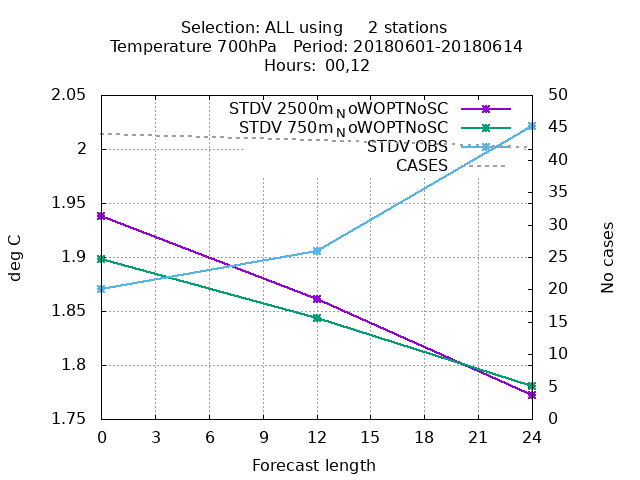 Selection: ALL using     2 stations
Temperature 700hPa   Period: 20180601-20180614
Hours: 00,12
STDV 2500m_NoWOPTNoSC
STDV 750m_NoWOPTNoSC
STDV OBS
CASES
2.05
2
1.95
1.9
1.85
1.8
1.75
deg C
50
45
40
35
30
25
20
15
10
5
0
No cases
0 3 6 9 12 15 18 21 24
Forecast length